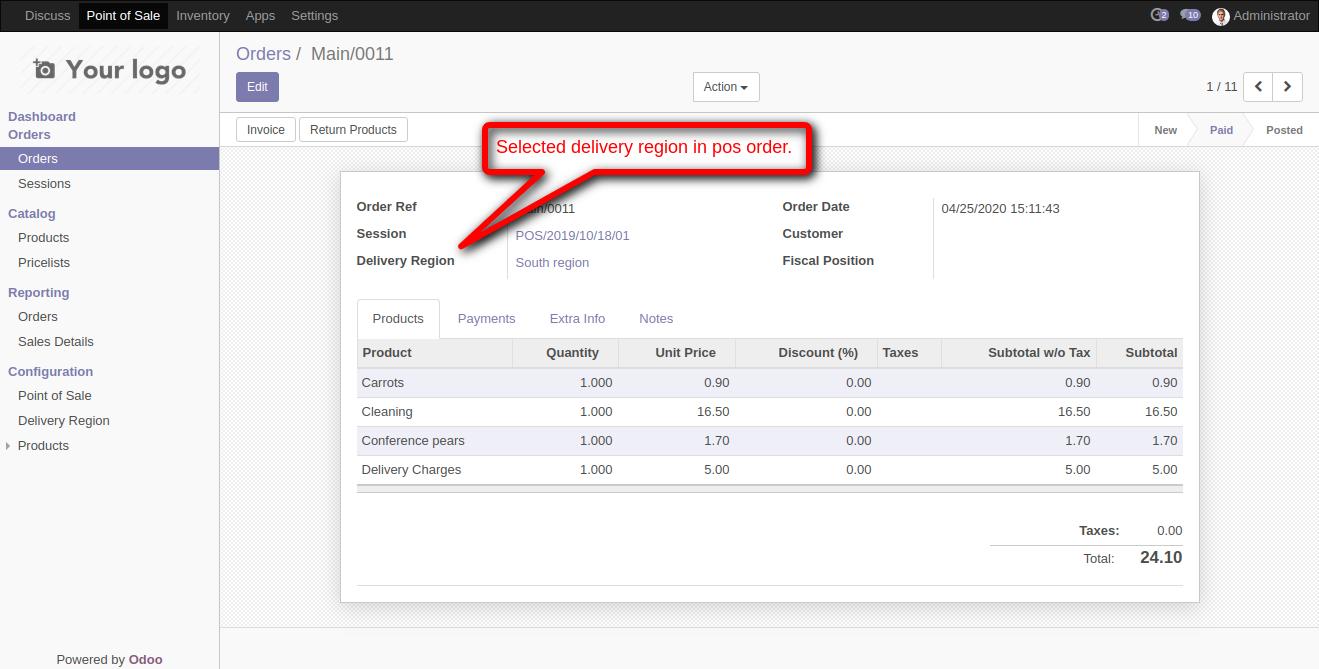 Discuss Point of Sale Inventory Apps Settings 2 10 Administrator
Your logo
Orders / Main/0011
Edit Action 1 / 11
Dashboard
Orders
Orders
Sessions
Catalog
Products
Pricelists
Reporting
Orders
Sales Details
Configuration
Point of Sale
Delivery Region
Products
Powered by Odoo
Invoice Return Products New Paid Posted
Selected delivery region in pos order.
Order Ref Order Date 04/25/2020 15:11:43
Session POS/2019/10/18/01 Customer
Delivery Region South region Fiscal Position
Products Payments Extra Info Notes
Product Quantity Unit Price Discount (%) Taxes Subtotal w/o Tax Subtotal
Carrots 1.000 0.90 0.00 0.90 0.90
Cleaning 1.000 16.50 0.00 16.50 16.50
Conference pears 1.000 1.70 0.00 1.70 1.70
Delivery Charges 1.000 5.00 0.00 5.00 5.00
Taxes: 0.00
Total: 24.10